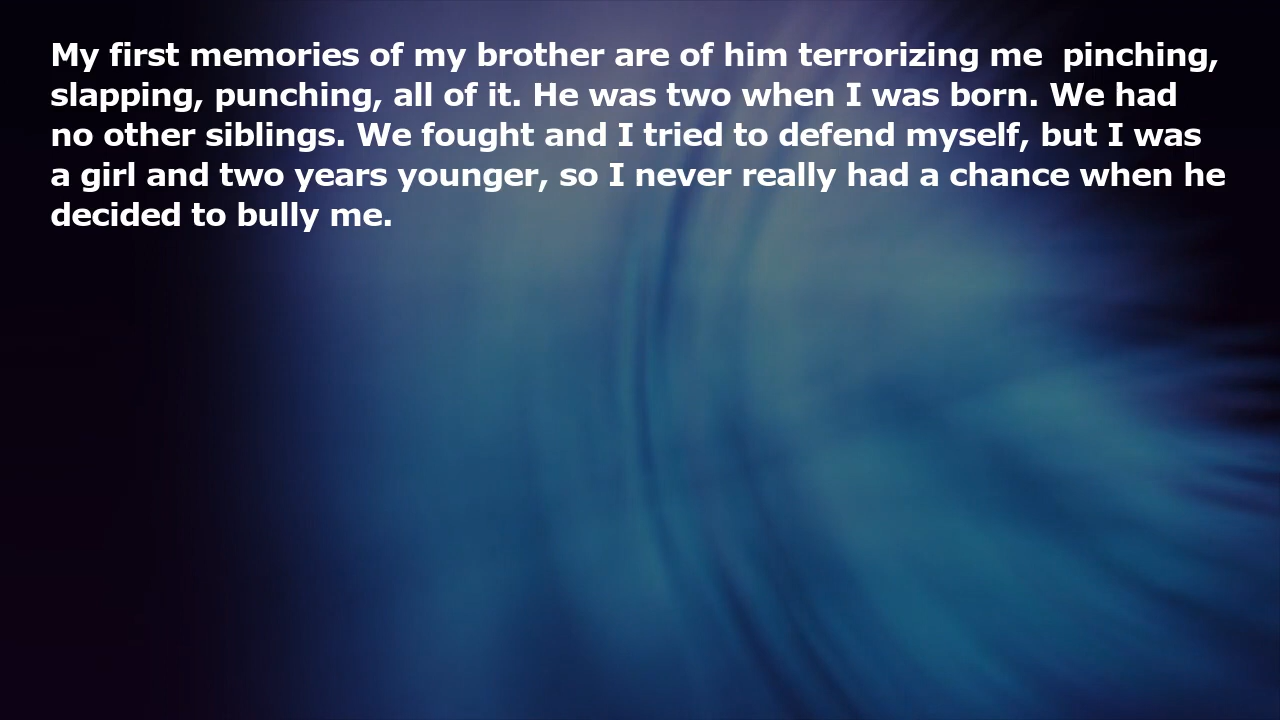 My first memories of my brother are of him terrorizing me  pinching,
slapping, punching, all of it. He was two when I was born. We had
no other siblings. We fought and I tried to defend myself, but I was
a girl and two years younger, so I never really had a chance when he
decided to bully me.